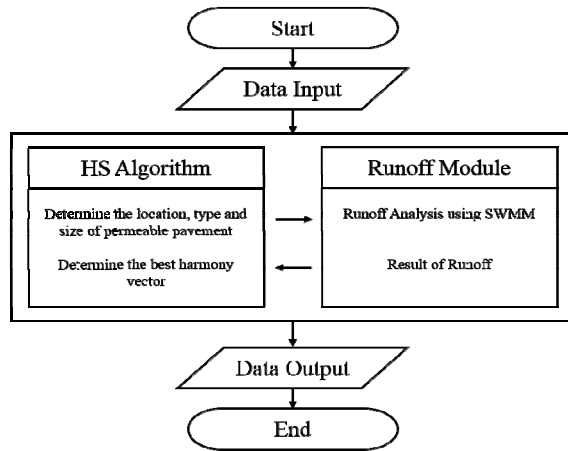 Start
Data Input
HS Algorithm
Determine the location, type and
size of permeable pavement
Determine the best harmony
vector
Runoff Module
Runoff Analysis using SWMM
Result of Runoff
Data Output
End